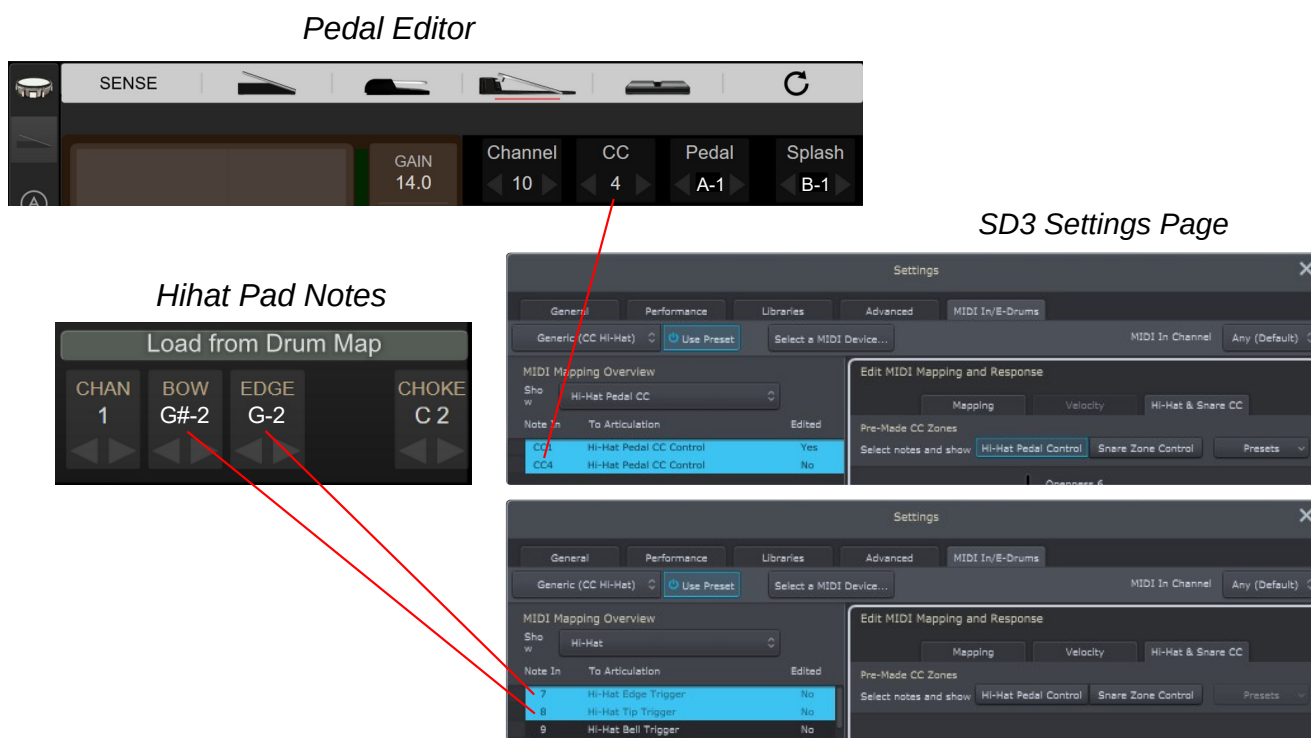 Pedal Editor
SENSE
GAIN
14.0
Channel CC Pedal Splash
10 4 A-1 B-1
A
SD3 Settings Page
Settings
General Performance Libraries Advanced MIDI In/E-Drums
Generic (CC Hi-Hat) Use Preset Select a MIDI Device... MIDI In Channel Any (Default)
MIDI Mapping Overview Edit MIDI Mapping and Response
Sho
w
Hi-Hat Pedal CC
Mapping Velocity Hi-Hat & Snare CC
Note In To Articulation Edited
Pre-Made CC Zones
CC1 Hi-Hat Pedal CC Control Yes
Select notes and show Hi-Hat Pedal Control Snare Zone Control Presets
CC4 Hi-Hat Pedal CC Control No
Openness 6
Hihat Pad Notes
Load from Drum Map
CHAN BOW EDGE CHOKE
1 G#-2 G-2 C 2
Settings
General Performance Libraries Advanced MIDI In/E-Drums
Generic (CC Hi-Hat) Use Preset Select a MIDI Device... MIDI In Channel Any (Default)
MIDI Mapping Overview Edit MIDI Mapping and Response
Sho
w
Hi-Hat
Mapping Velocity Hi-Hat & Snare CC
Note In To Articulation Edited
Pre-Made CC Zones
7 Hi-Hat Edge Trigger No
Select notes and show Hi-Hat Pedal Control Snare Zone Control Presets
8 Hi-Hat Tip Trigger No
9 Hi-Hat Bell Trigger No